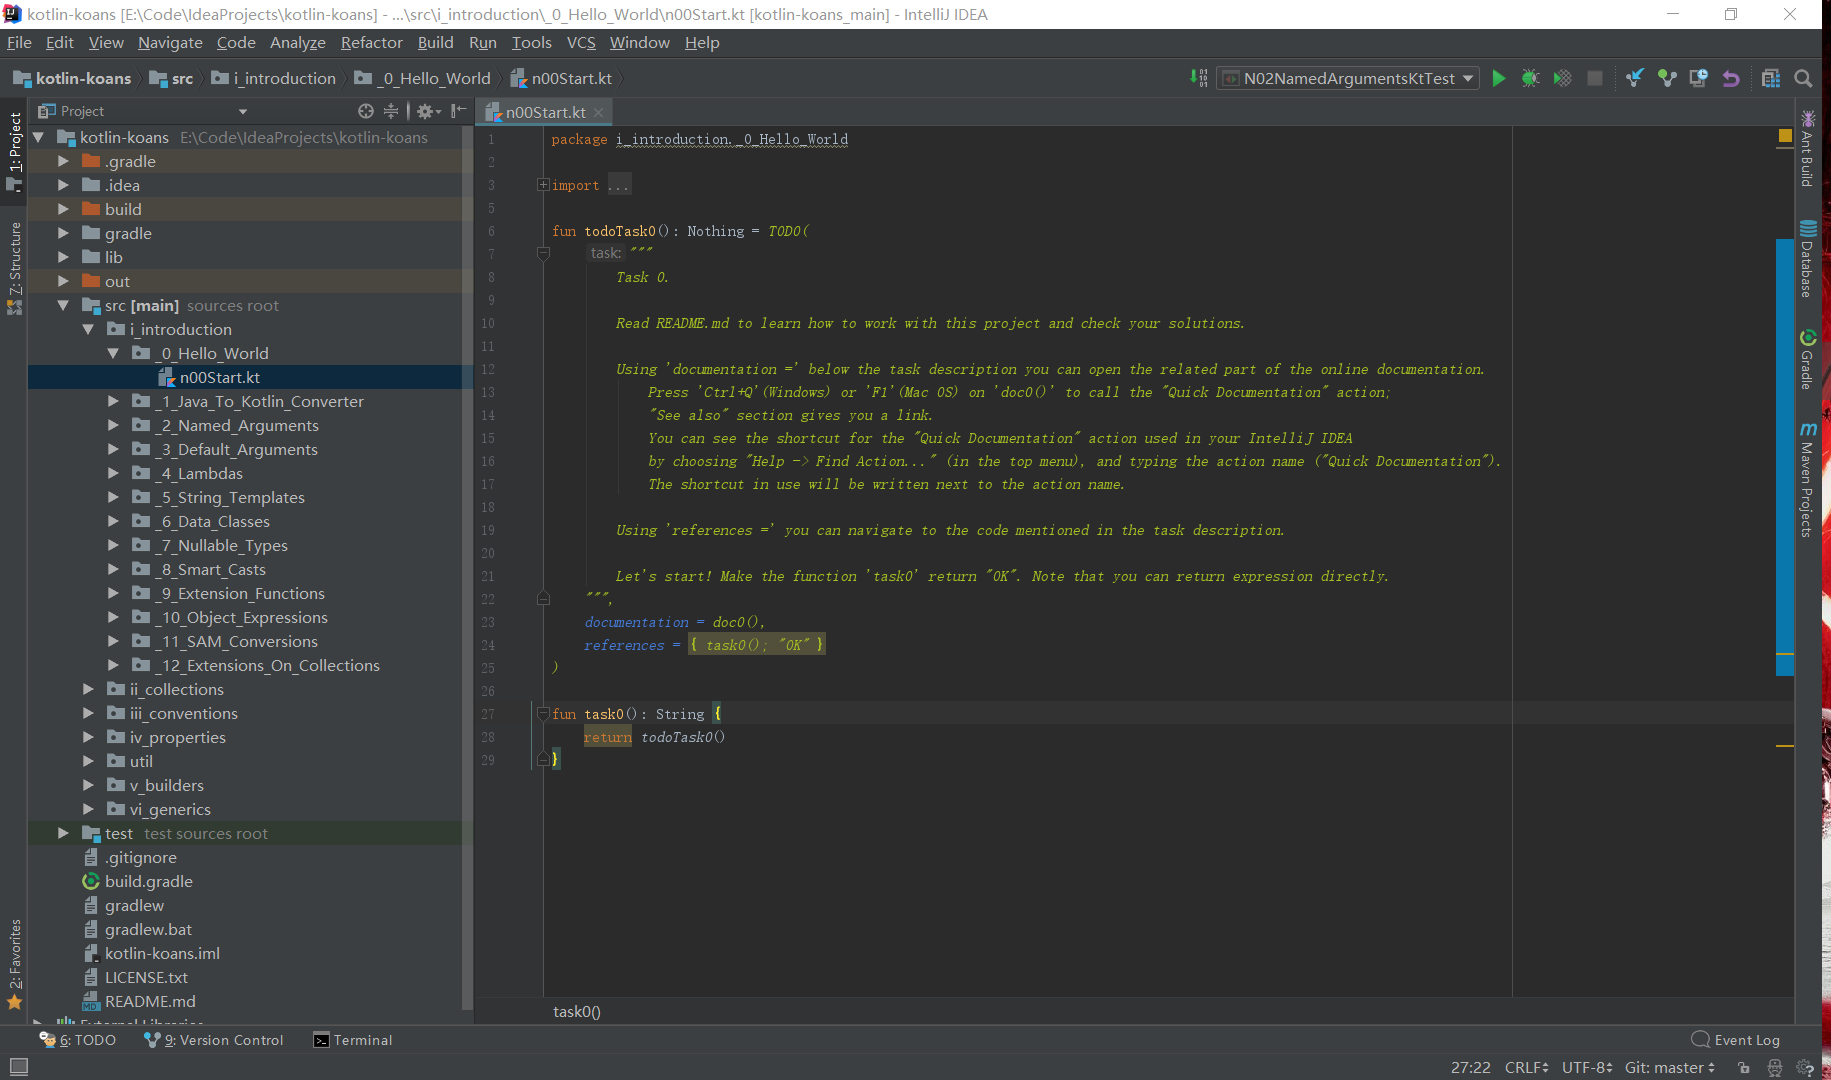 kotlin-koans [E:\Code\IdeaProjects\kotlin-koans] - ...\src\i_introduction\_0_Hello_World\n00Start.kt [kotlin-koans_main] - IntelliJ IDEA
File Edit View Navigate Code Analyze Refactor Build Run Tools VCS Window Help
kotlin-koans src i_introduction _0_Hello_World n00Start.kt N02NamedArgumentsKtTest
Project
n00Start.kt
1: Project
Z: Structure
2: Favorites
kotlin-koans E:\Code\IdeaProjects\kotlin-koans
.gradle
.idea
build
gradle
lib
out
src [main] sources root
i_introduction
_0_Hello_World
n00Start.kt
_1_Java_To_Kotlin_Converter
_2_Named_Arguments
_3_Default_Arguments
_4_Lambdas
_5_String_Templates
_6_Data_Classes
_7_Nullable_Types
_8_Smart_Casts
_9_Extension_Functions
_10_Object_Expressions
_11_SAM_Conversions
_12_Extensions_On_Collections
ii_collections
iii_conventions
iv_properties
util
v_builders
vi_generics
test test sources root
.gitignore
build.gradle
gradlew
gradlew.bat
kotlin-koans.iml
LICENSE.txt
README.md
External Libraries
1 package i_introduction._0_Hello_World
2
3 import ...
5
6 fun todoTask0(): Nothing = TODO(
7 task: """
8 Task 0.
9
10 Read README.md to learn how to work with this project and check your solutions.
11
12 Using 'documentation =' below the task description you can open the related part of the online documentation.
13 Press 'Ctrl+Q'(Windows) or 'F1'(Mac OS) on 'doc0()' to call the "Quick Documentation" action;
14 "See also" section gives you a link.
15 You can see the shortcut for the "Quick Documentation" action used in your IntelliJ IDEA
16 by choosing "Help -> Find Action..." (in the top menu), and typing the action name ("Quick Documentation").
17 The shortcut in use will be written next to the action name.
18
19 Using 'references =' you can navigate to the code mentioned in the task description.
20
21 Let's start! Make the function 'task0' return "OK". Note that you can return expression directly.
22 """,
23 documentation = doc0(),
24 references = { task0(); "OK" }
25 )
26
27 fun task0(): String {
28 return todoTask0()
29 }
task0()
Ant Build
Database
Gradle
Maven Projects
6: TODO 9: Version Control Terminal Event Log
27:22 CRLF UTF-8 Git: master